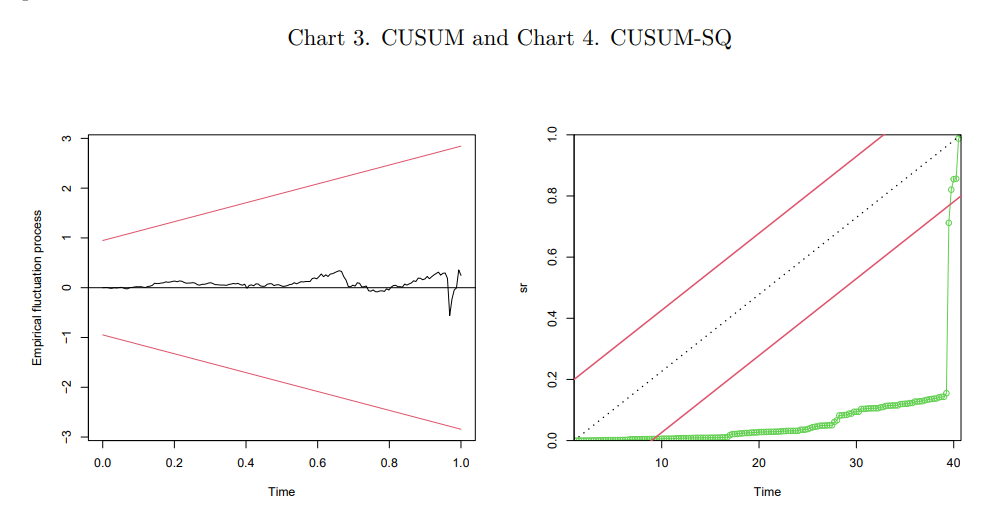 Chart 3. CUSUM and Chart 4. CUSUM-SQ
Empirical fluctuation process
3
2
1
0
−1
−2
−3
0.0 0.2 0.4 0.6 0.8 1.0
Time
sr
1.0
0.8
0.6
0.4
0.2
0.0
10 20 30 40
Time